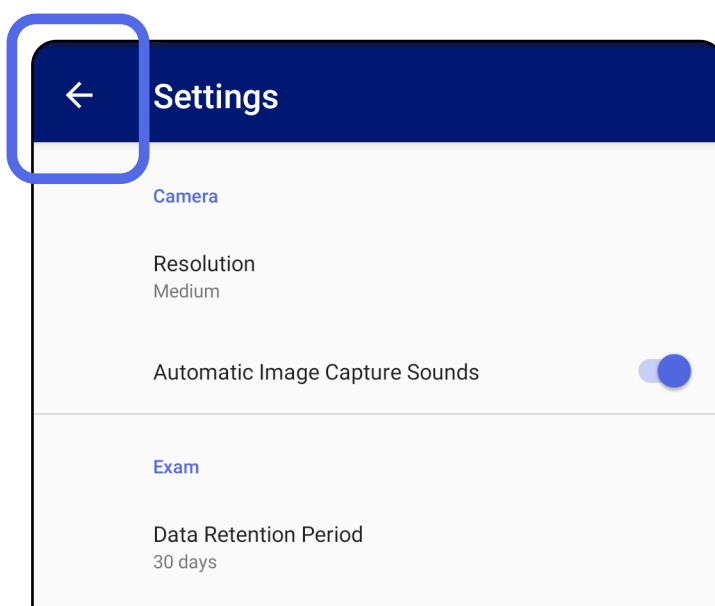 Settings
Camera
Resolution
Medium
Automatic Image Capture Sounds
Exam
Data Retention Period
30 days